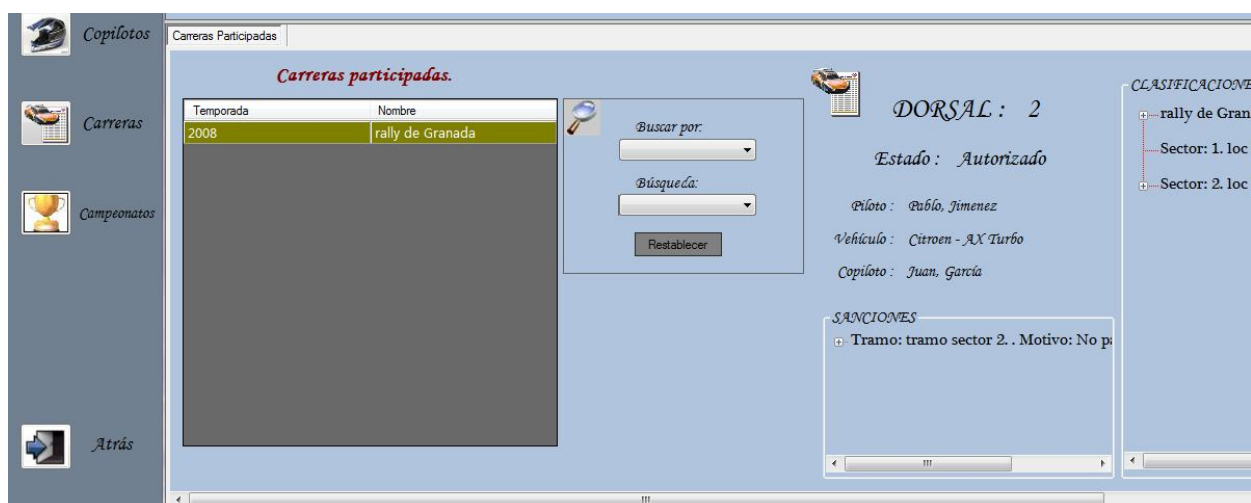 Copilotos
Carreras
Campeonatos
Atrás
Carreras Participadas
Carreras participadas.
Temporada Nombre
2008 rally de Granada
Buscar por:
Búsqueda:
Restablecer
DORSAL : 2
Estado : Autorizado
Piloto : Pablo, Jimenez
Vehículo : Citroen - AX Turbo
Copiloto : Juan, García
SANCIONES
Tramo: tramo sector 2. . Motivo: No pa
CLASIFICACIONE
rally de Gran
Sector: 1. loc
Sector: 2. loc